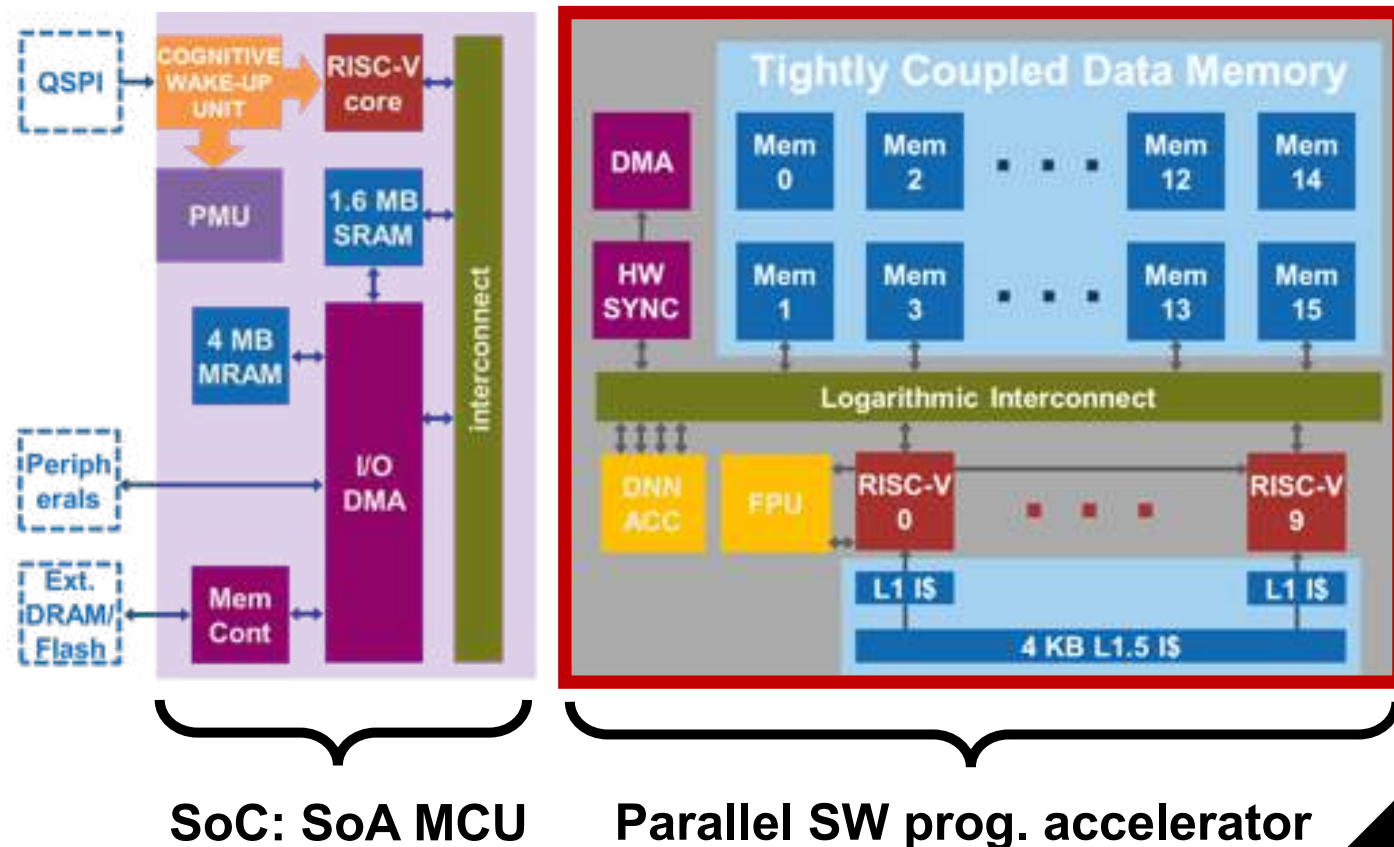 QSPI
COGNITIVE
WAKE-UP
UNIT
RISC-V
core
PMU
1.6 MB
SRAM
4 MB
MRAM
interconnect
Periph
erals
I/O
DMA
Ext.
DRAM/
Flash
Mem
Cont
SoC: SoA MCU
Tightly Coupled Data Memory
DMA
Mem
0
Mem
2
Mem
12
Mem
14
HW
SYNC
Mem
1
Mem
3
Mem
13
Mem
15
Logarithmic Interconnect
DNN
ACC
FPU
RISC-V
0
RISC-V
9
L1 I$
L1 I$
4 KB L1.5 I$
Parallel SW prog. accelerator